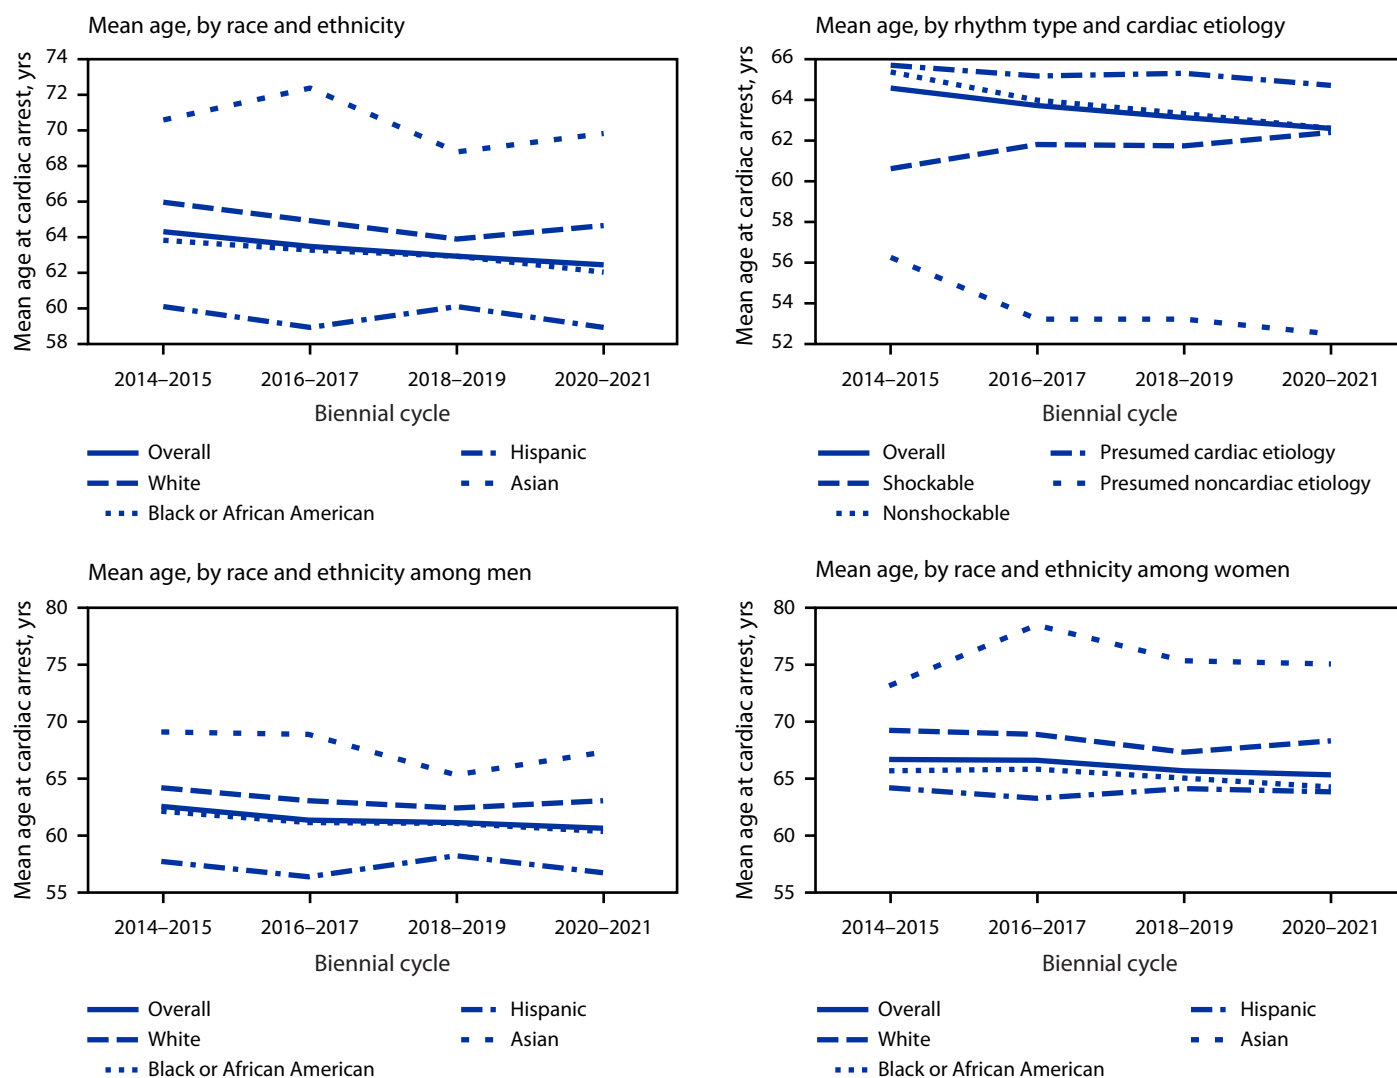 Mean age, by race and ethnicity
Mean age at cardiac arrest, yrs
74
72
70
68
66
64
62
60
58
2014–2015 2016–2017 2018–2019 2020–2021
Biennial cycle
Overall Hispanic
White Asian
Black or African American
Mean age, by rhythm type and cardiac etiology
Mean age at cardiac arrest, yrs
66
64
62
60
58
56
54
52
2014–2015 2016–2017 2018–2019 2020–2021
Biennial cycle
Overall Presumed cardiac etiology
Shockable Presumed noncardiac etiology
Nonshockable
Mean age, by race and ethnicity among men
Mean age at cardiac arrest, yrs
80
75
70
65
60
55
2014–2015 2016–2017 2018–2019 2020–2021
Biennial cycle
Overall Hispanic
White Asian
Black or African American
Mean age, by race and ethnicity among women
Mean age at cardiac arrest, yrs
80
75
70
65
60
55
2014–2015 2016–2017 2018–2019 2020–2021
Biennial cycle
Overall Hispanic
White Asian
Black or African American